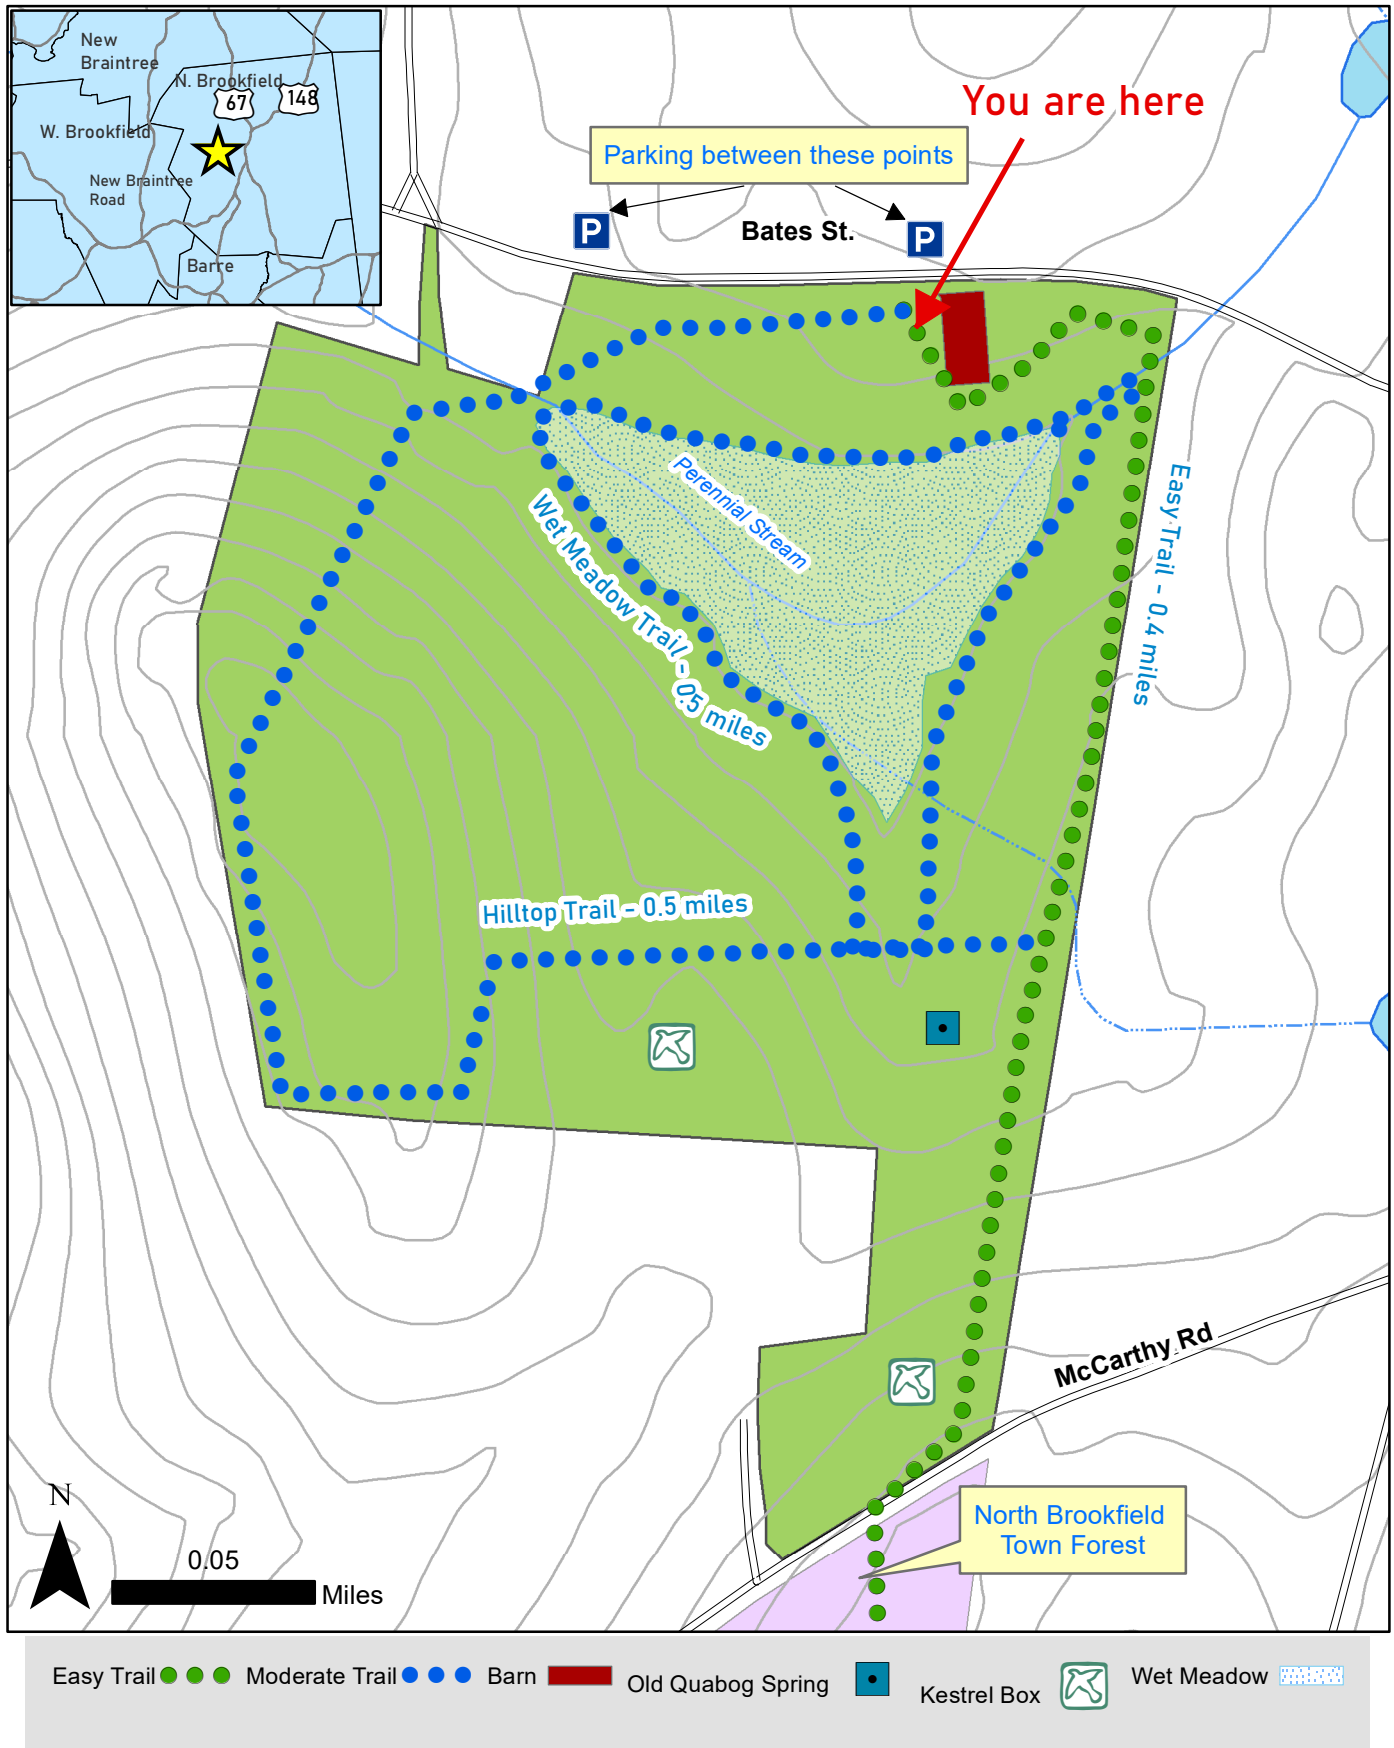 New
Braintree
N. Brookfield
67
148
W. Brookfield
New Braintree
Road
Barre
You are here
Parking between these points
P
P
Bates St.
Perennial Stream
Wet Meadow Trail - 0.5 miles
Easy Trail - 0.4 miles
Hilltop Trail - 0.5 miles
McCarthy Rd
North Brookfield
Town Forest
N
0.05
Miles
Easy Trail
Moderate Trail
Barn
Old Quabog Spring
Kestrel Box
Wet Meadow